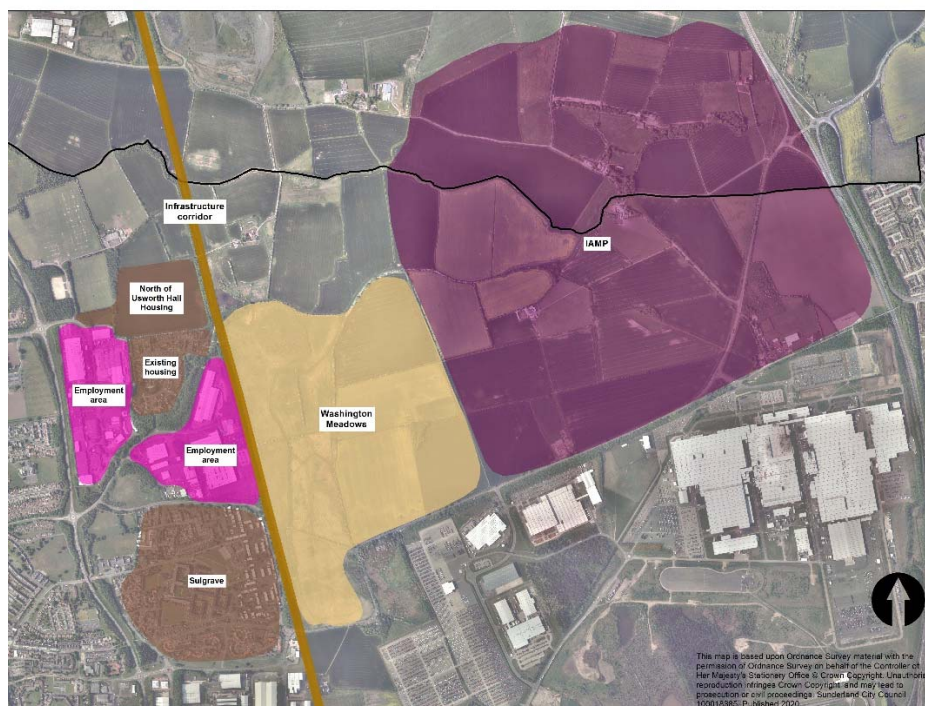 Infrastructure
corridor
IAMP
North of
Usworth Hall
Housing
Existing
housing
Employment
area
Washington
Meadows
Employment
area
Sulgrave
This map is based upon Ordnance Survey material with the
permission of Ordnance Survey on behalf of the Controller of
Her Majesty's Stationery Office © Crown Copyright. Unauthoris
reproduction infringes Crown Copyright and may lead to
prosecution or civil proceedings. Sunderland City Council
100018385. Published 2020